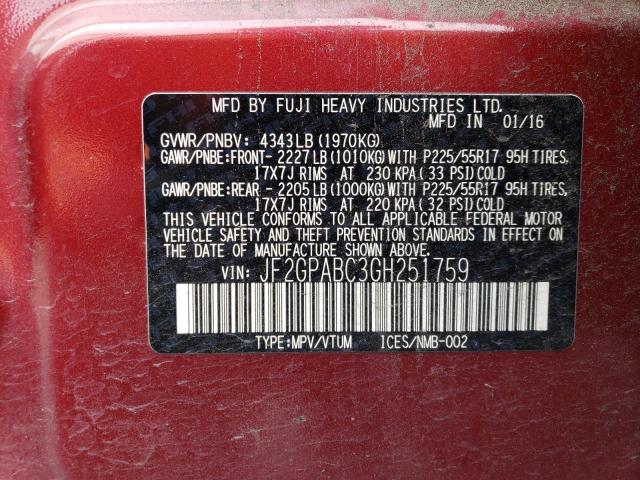 MFD BY FUJI HEAVY INDUSTRIES LTD.
MFD IN 01/16
GVWR/PNBV: 4343LB(1970KG)
GAWR/PNBE:FRONT- 2227LB(1010KG)WITH P225/55R17 95H TIRES,
17X7J RIMS AT 230 KPA (33 PSI)COLD
GAWR/PNBE:REAR - 2205LB(1000KG)WITH P225/55R17 95H TIRES,
17X7J RIMS AT 220 KPA (32 PSI)COLD
THIS VEHICLE CONFORMS TO ALL APPLICABLE FEDERAL MOTOR
VEHICLE SAFETY AND THEFT PREVENTION STANDARDS IN EFFECT ON
THE DATE OF MANUFACTURE SHOWN ABOVE.
VIN: JF2GPABC3GH251759
TYPE:MPV/VTUM ICES/NMB-002